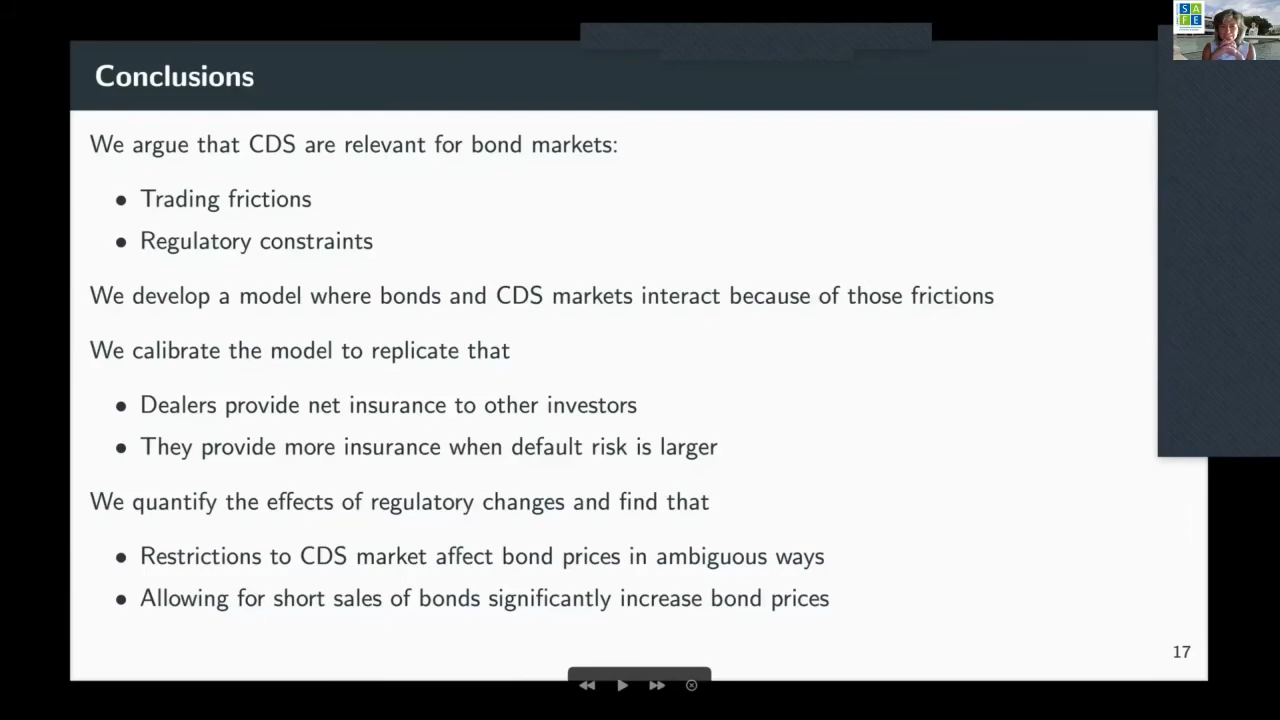 S A
F E
Conclusions
We argue that CDS are relevant for bond markets:
• Trading frictions
• Regulatory constraints
We develop a model where bonds and CDS markets interact because of those frictions
We calibrate the model to replicate that
• Dealers provide net insurance to other investors
• They provide more insurance when default risk is larger
We quantify the effects of regulatory changes and find that
• Restrictions to CDS market affect bond prices in ambiguous ways
• Allowing for short sales of bonds significantly increase bond prices
17